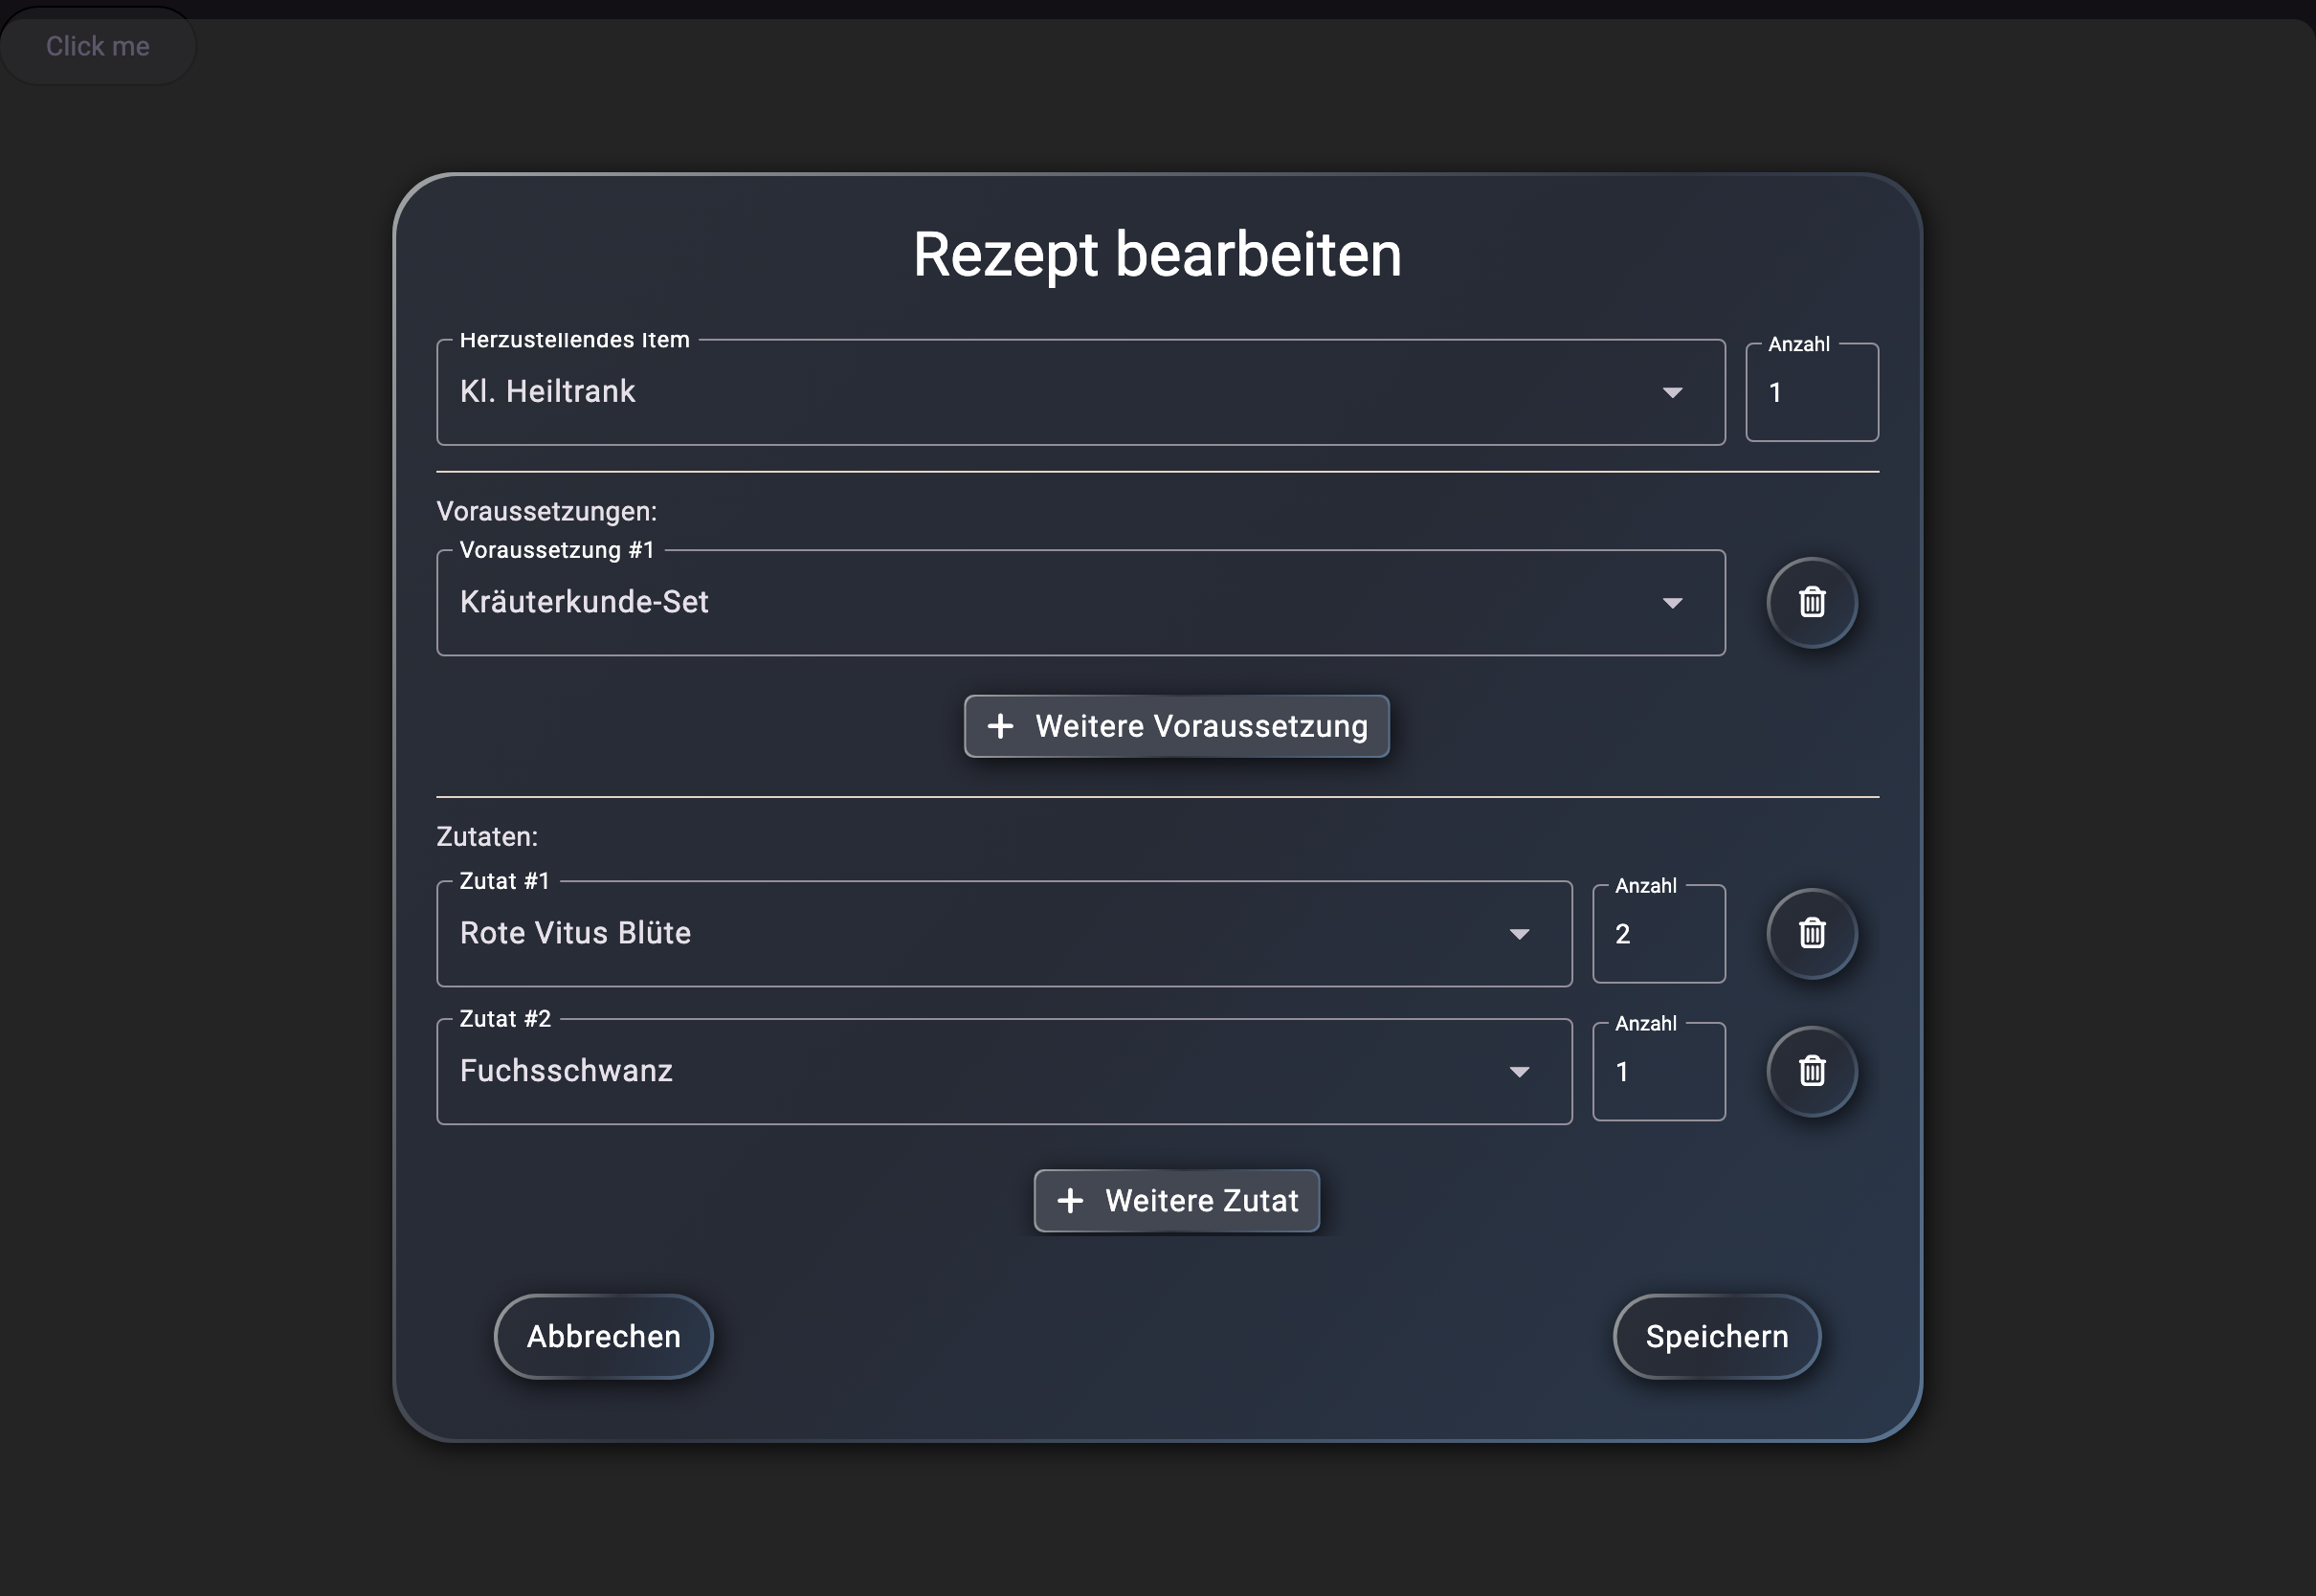 Click me
Rezept bearbeiten
Herzustellendes Item
Anzahl
Kl. Heiltrank
1
Voraussetzungen:
Voraussetzung #1
Kräuterkunde-Set
+ Weitere Voraussetzung
Zutaten:
Zutat #1
Anzahl
Rote Vitus Blüte
2
Zutat #2
Anzahl
Fuchsschwanz
1
+ Weitere Zutat
Abbrechen
Speichern